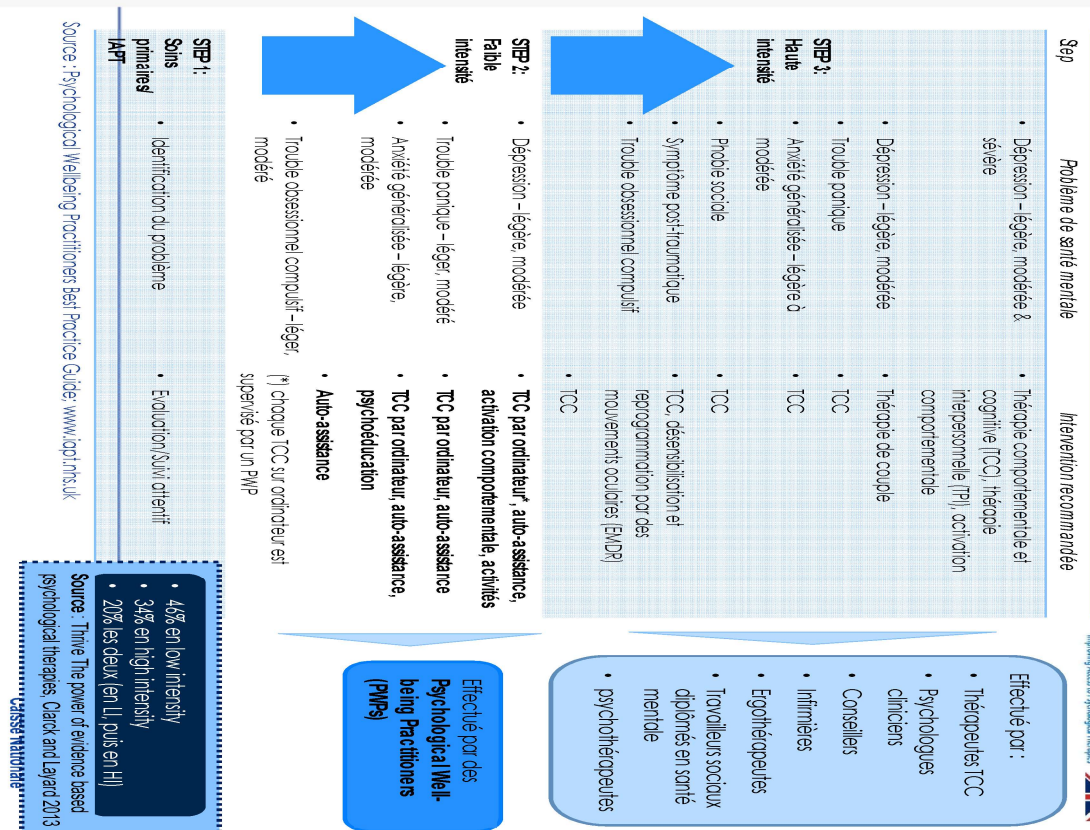 Improving Access to Psychological Therapies
Step
Problème de santé mentale
Intervention recommandée
• Dépression – légère, modérée &
sévère
• Thérapie comportementale et
cognitive (TCC), thérapie
interpersonnelle (TPI), activation
comportementale
STEP 3:
Haute
intensité
• Dépression – légère, modérée
• Thérapie de couple
• Trouble panique
• TCC
• Anxiété généralisée – légère à
modérée
• TCC
• Phobie sociale
• TCC
• Symptôme post-traumatique
• TCC, désensibilisation et
reprogrammation par des
mouvements oculaires (EMDR)
• Trouble obsessionnel compulsif
• TCC
Effectué par :
• Thérapeutes TCC
• Psychologues
cliniciens
• Conseillers
• Infirmières
• Ergothérapeutes
• Travailleurs sociaux
diplômés en santé
mentale
• psychothérapeutes
STEP 2:
Faible
intensité
• Dépression – légère, modérée
• TCC par ordinateur*, auto-assistance,
activation comportementale, activités
• Trouble panique – léger, modéré
• TCC par ordinateur, auto-assistance
• Anxiété généralisée – légère,
modérée
• TCC par ordinateur, auto-assistance,
psychoéducation
• Trouble obsessionnel compulsif – léger,
modéré
• Auto-assistance
(*) chaque TCC sur ordinateur est
supervisé par un PWP
Effectué par des
Psychological Well-
being Practitioners
(PWPs)
STEP 1:
Soins
primaires/
IAPT
• Identification du problème
• Evaluation/Suivi attentif
• 46% en low intensity
• 34% en high intensity
• 20% les deux (en LI, puis en HI)
Source : Thrive The power of evidence based
psychological therapies, Clarck and Layard 2013
Source : Psychological Wellbeing Practitioners Best Practice Guide; www.iapt.nhs.uk
Caisse Nationale